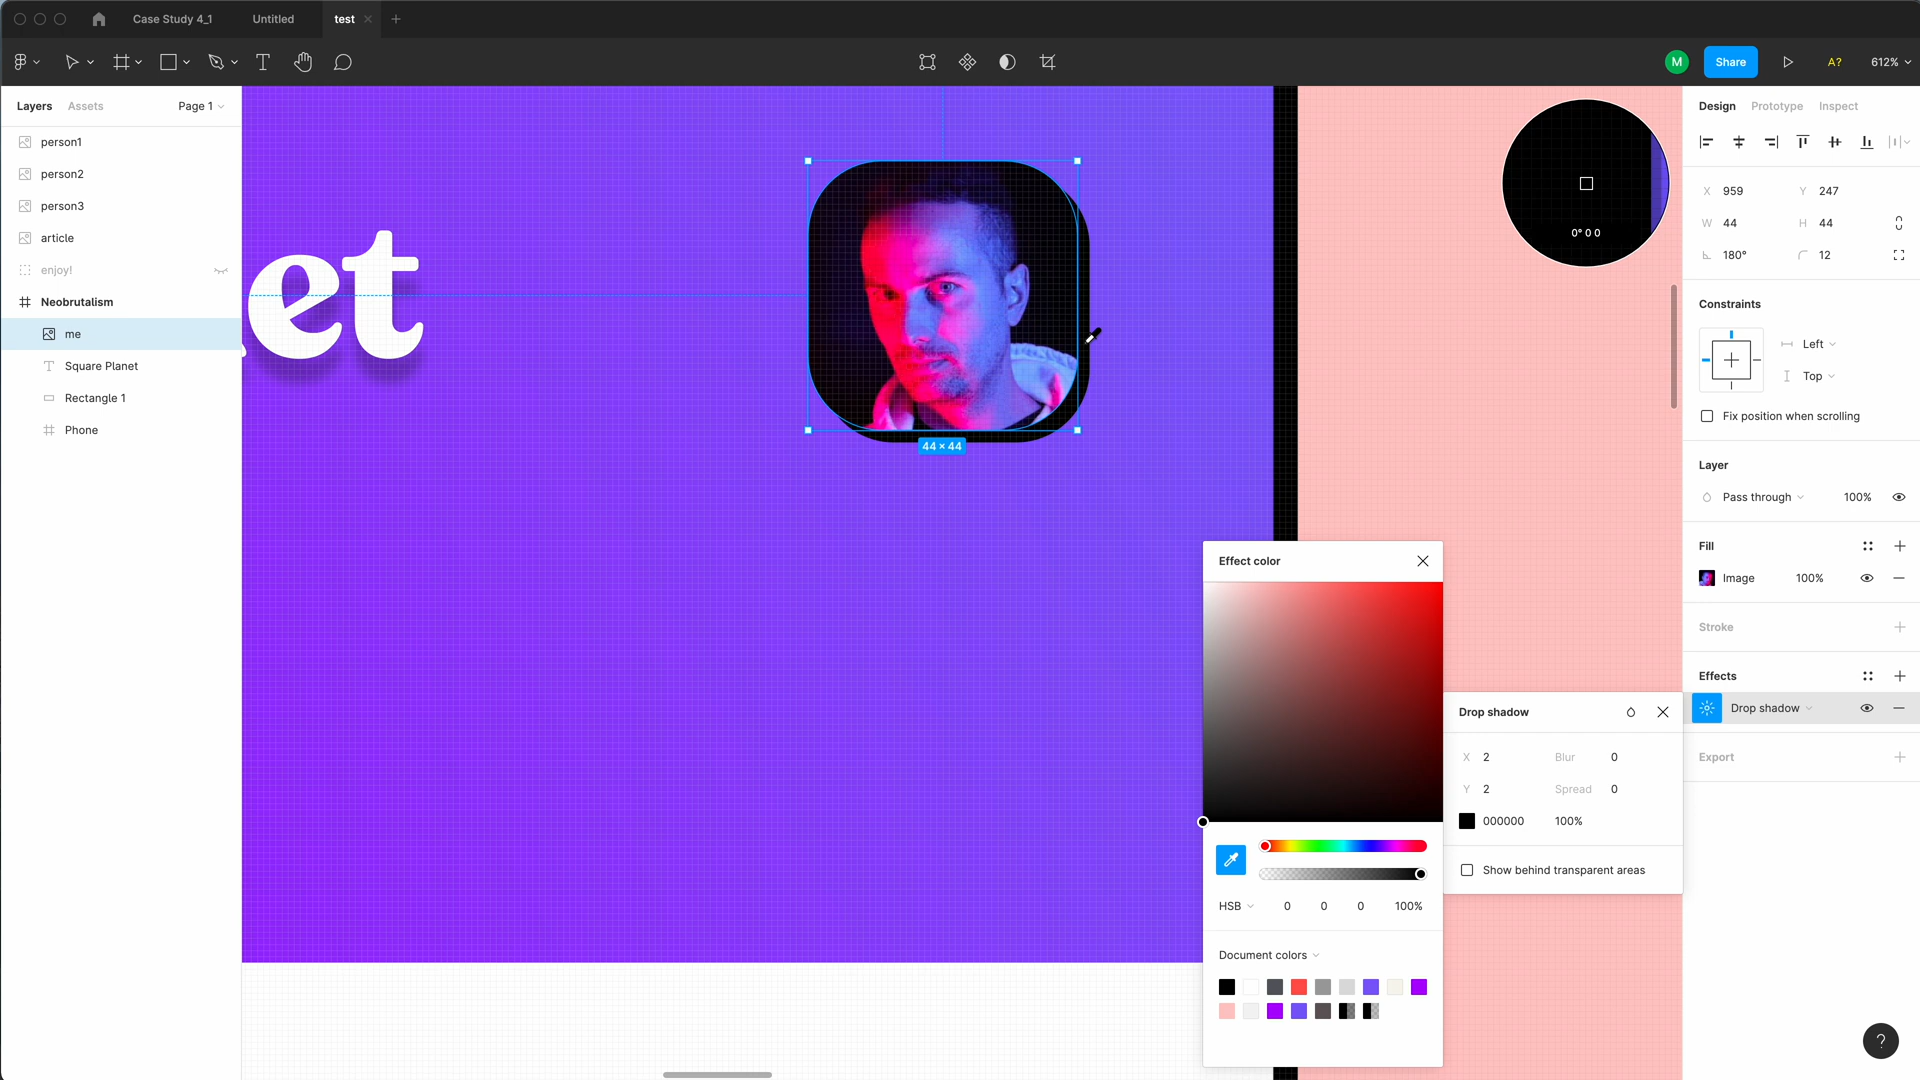 Case Study 4_1
Untitled
test
M
Share
A?
612%
Layers
Assets
Page 1
person1
person2
person3
article
enjoy!
Neobrutalism
me
Square Planet
Rectangle 1
Phone
et
44 × 44
0° 0 0
Design
Prototype
Inspect
X 959
Y 247
W 44
H 44
180°
12
Constraints
Left
Top
Fix position when scrolling
Layer
Pass through
100%
Fill
Image
100%
Stroke
Effects
Drop shadow
Export
Effect color
HSB
0
0
0
100%
Document colors
Drop shadow
X 2
Blur 0
Y 2
Spread 0
000000
100%
Show behind transparent areas
?